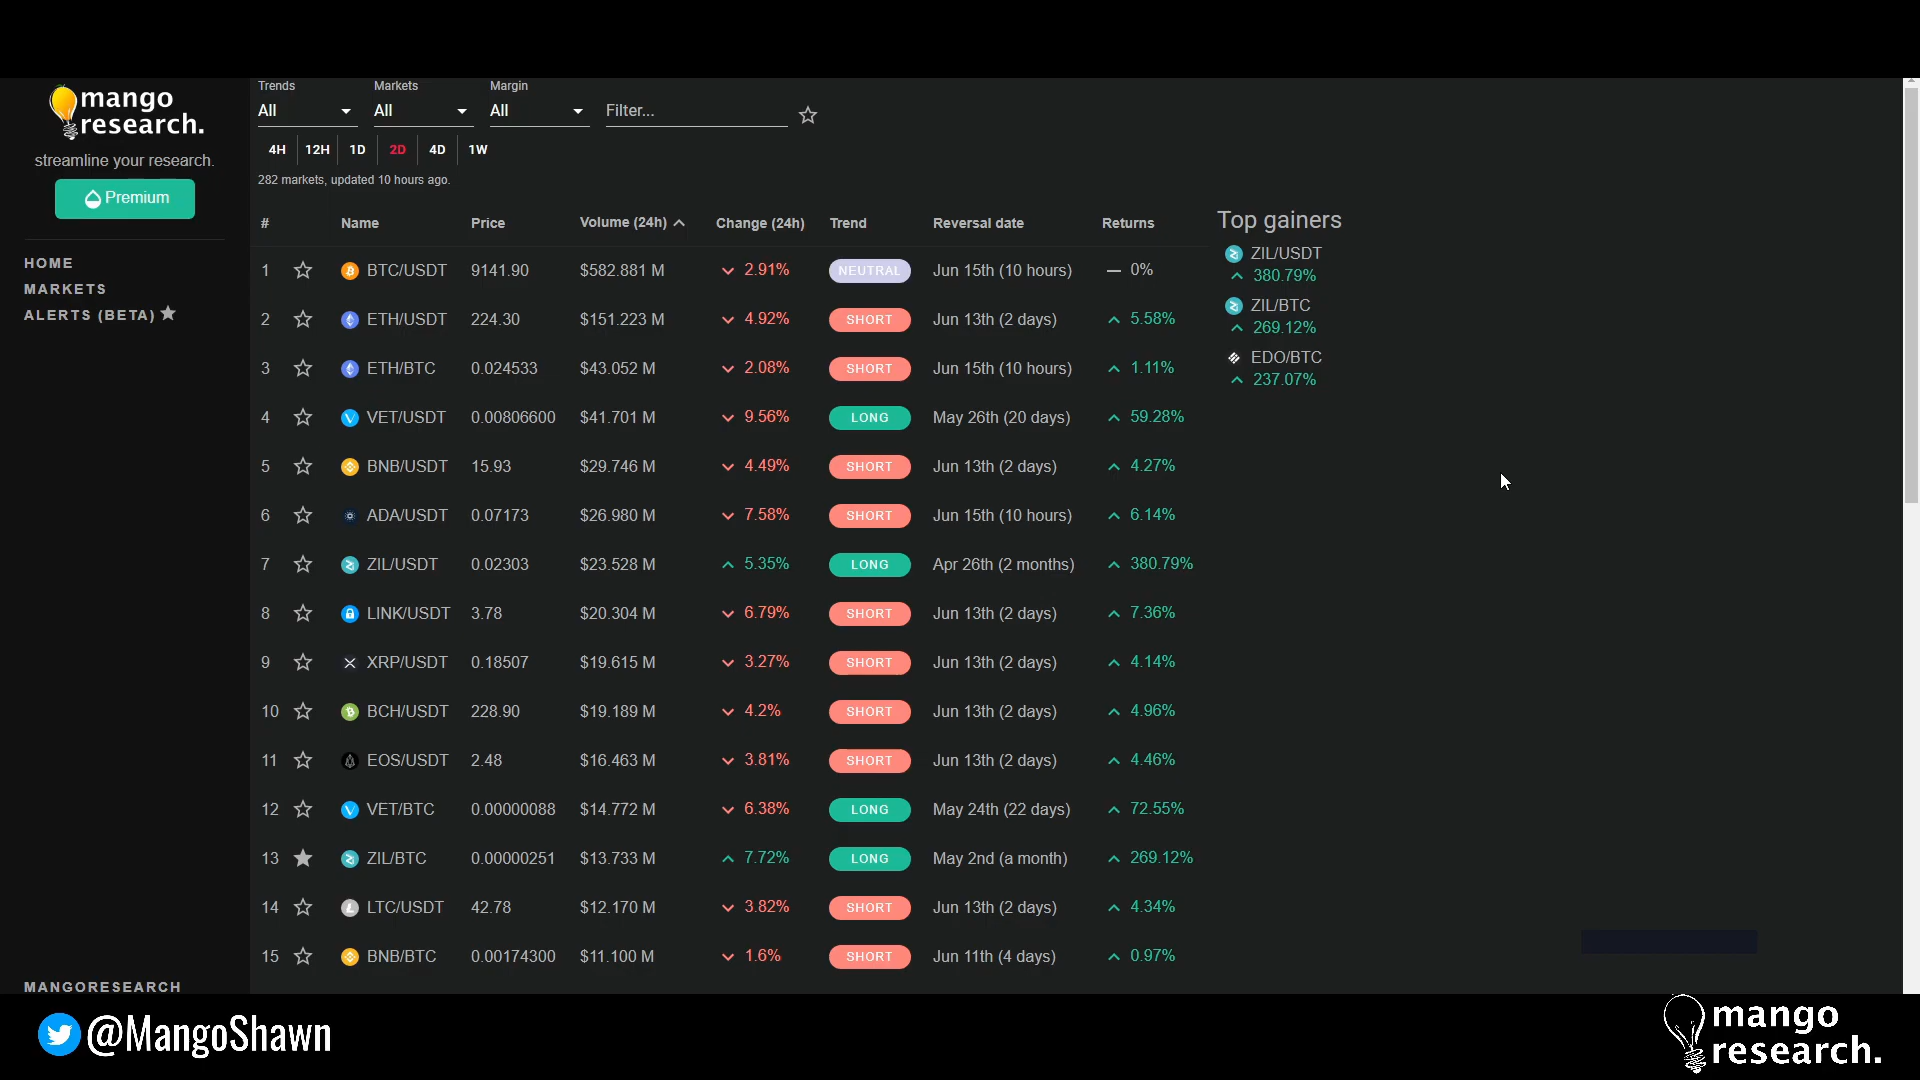 mango
research.
streamline your research.
Premium
HOME
MARKETS
ALERTS (BETA)
MANGORESEARCH
Trends Markets Margin
All All All Filter...
4H 12H 1D 2D 4D 1W
282 markets, updated 10 hours ago.
# Name Price Volume (24h) Change (24h) Trend Reversal date Returns
1 BTC/USDT 9141.90 $582.881 M 2.91% NEUTRAL Jun 15th (10 hours) — 0%
2 ETH/USDT 224.30 $151.223 M 4.92% SHORT Jun 13th (2 days) 5.58%
3 ETH/BTC 0.024533 $43.052 M 2.08% SHORT Jun 15th (10 hours) 1.11%
4 VET/USDT 0.00806600 $41.701 M 9.56% LONG May 26th (20 days) 59.28%
5 BNB/USDT 15.93 $29.746 M 4.49% SHORT Jun 13th (2 days) 4.27%
6 ADA/USDT 0.07173 $26.980 M 7.58% SHORT Jun 15th (10 hours) 6.14%
7 ZIL/USDT 0.02303 $23.528 M 5.35% LONG Apr 26th (2 months) 380.79%
8 LINK/USDT 3.78 $20.304 M 6.79% SHORT Jun 13th (2 days) 7.36%
9 XRP/USDT 0.18507 $19.615 M 3.27% SHORT Jun 13th (2 days) 4.14%
10 BCH/USDT 228.90 $19.189 M 4.2% SHORT Jun 13th (2 days) 4.96%
11 EOS/USDT 2.48 $16.463 M 3.81% SHORT Jun 13th (2 days) 4.46%
12 VET/BTC 0.00000088 $14.772 M 6.38% LONG May 24th (22 days) 72.55%
13 ZIL/BTC 0.00000251 $13.733 M 7.72% LONG May 2nd (a month) 269.12%
14 LTC/USDT 42.78 $12.170 M 3.82% SHORT Jun 13th (2 days) 4.34%
15 BNB/BTC 0.00174300 $11.100 M 1.6% SHORT Jun 11th (4 days) 0.97%
Top gainers
ZIL/USDT
380.79%
ZIL/BTC
269.12%
EDO/BTC
237.07%
@MangoShawn
mango
research.